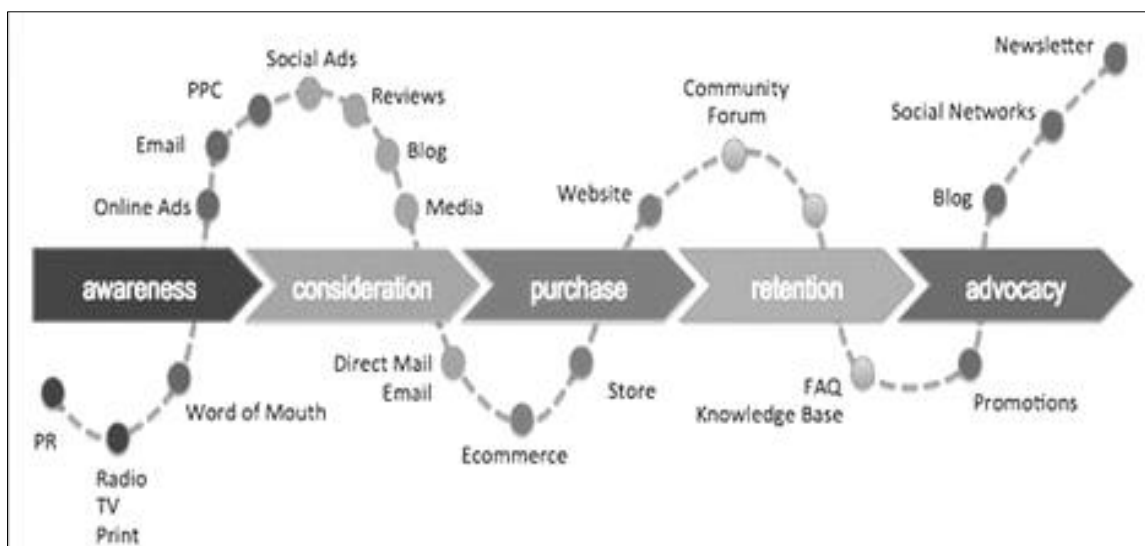 Newsletter
Social Ads
PPC
Reviews
Community
Forum
Social Networks
Email
Blog
Website
Blog
Online Ads
Media
awareness
consideration
purchase
retention
advocacy
Direct Mail
Email
Store
FAQ
Knowledge Base
Promotions
Word of Mouth
PR
Ecommerce
Radio
TV
Print